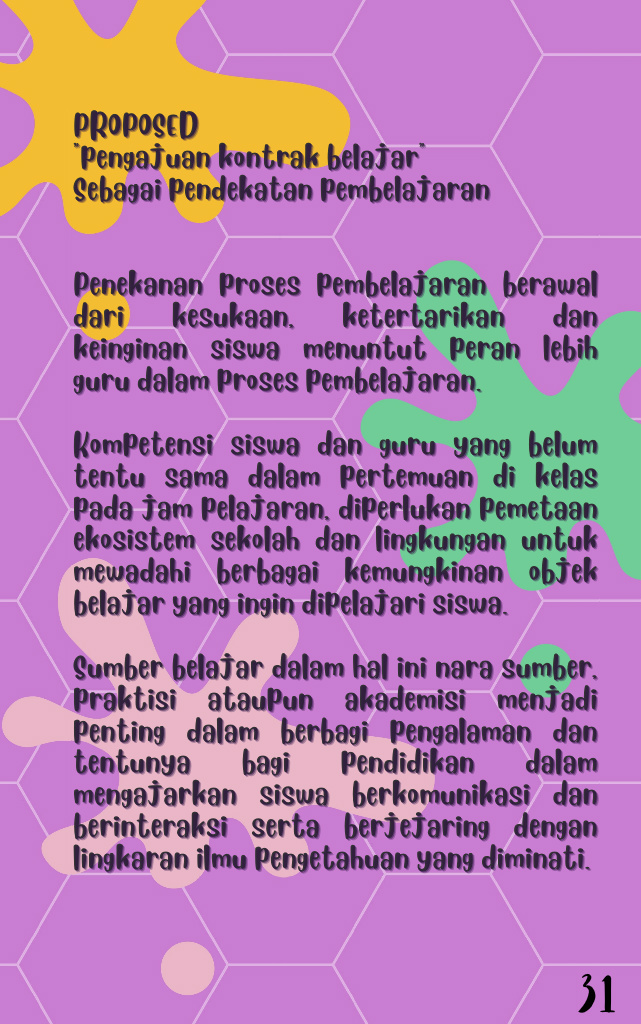 PROPOSED
"Pengajuan kontrak belajar"
Sebagai Pendekatan Pembelajaran
Penekanan Proses Pembelajaran berawal
dari kesukaan, ketertarikan dan
keinginan siswa menuntut Peran lebih
guru dalam Proses Pembelajaran.
Kompetensi siswa dan guru yang belum
tentu sama dalam Pertemuan di kelas
Pada jam Pelajaran, diperlukan Pemetaan
ekosistem sekolah dan lingkungan untuk
mewadahi berbagai kemungkinan objek
belajar yang ingin dipelajari siswa.
Sumber belajar dalam hal ini nara sumber,
Praktisi ataupun akademisi menjadi
Penting dalam berbagi Pengalaman dan
tentunya bagi Pendidikan dalam
mengajarkan siswa berkomunikasi dan
berinteraksi serta berjejaring dengan
lingkaran ilmu Pengetahuan yang diminati.
31